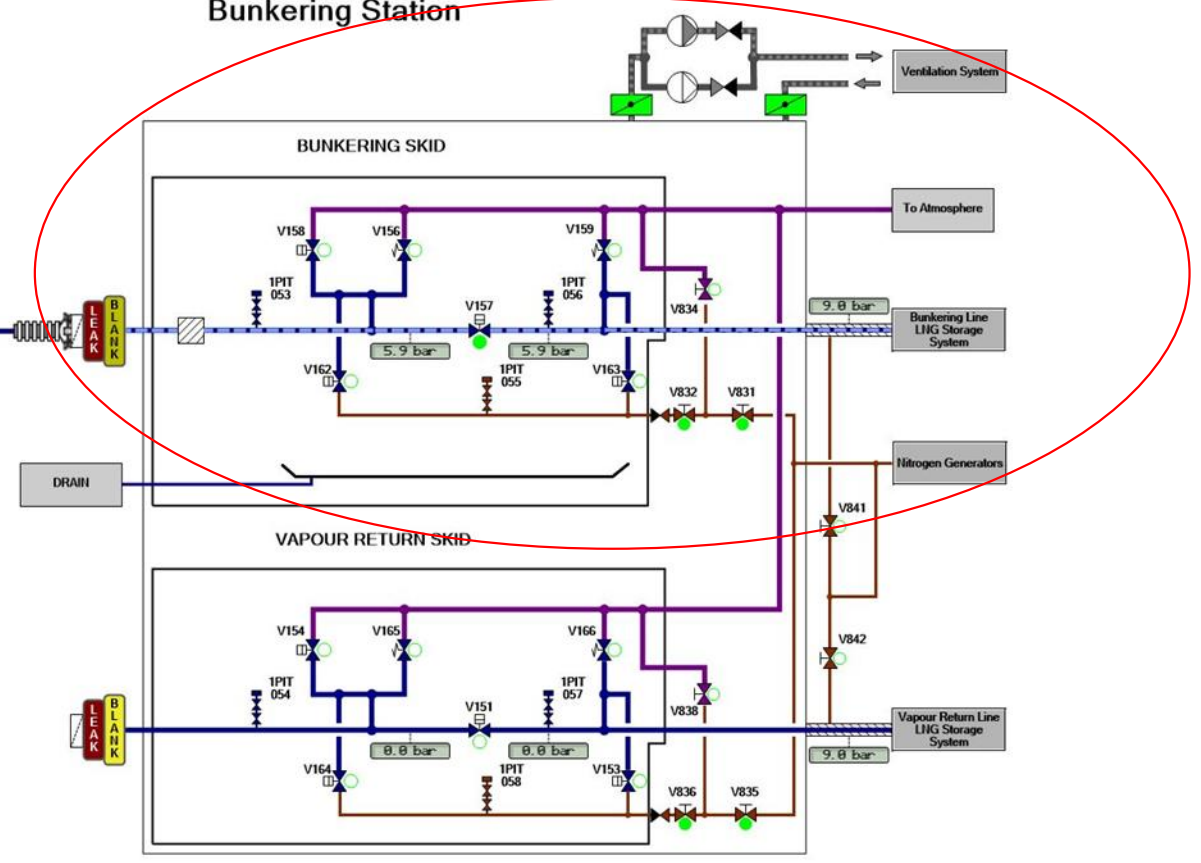 Bunkering Station
Ventilation System
BUNKERING SKID
To Atmosphere
V158
V156
V159
1PIT
053
V157
1PIT
056
V834
9.0 bar
LEAK
BLANK
Bunkering Line
LNG Storage
System
5.9 bar
5.9 bar
V162
1PIT
055
V163
V832
V831
Nitrogen Generators
DRAIN
V841
VAPOUR RETURN SKID
V154
V165
V166
V842
1PIT
054
V151
1PIT
057
V838
LEAK
BLANK
Vapour Return Line
LNG Storage
System
0.0 bar
0.0 bar
9.0 bar
V164
1PIT
058
V153
V836
V835